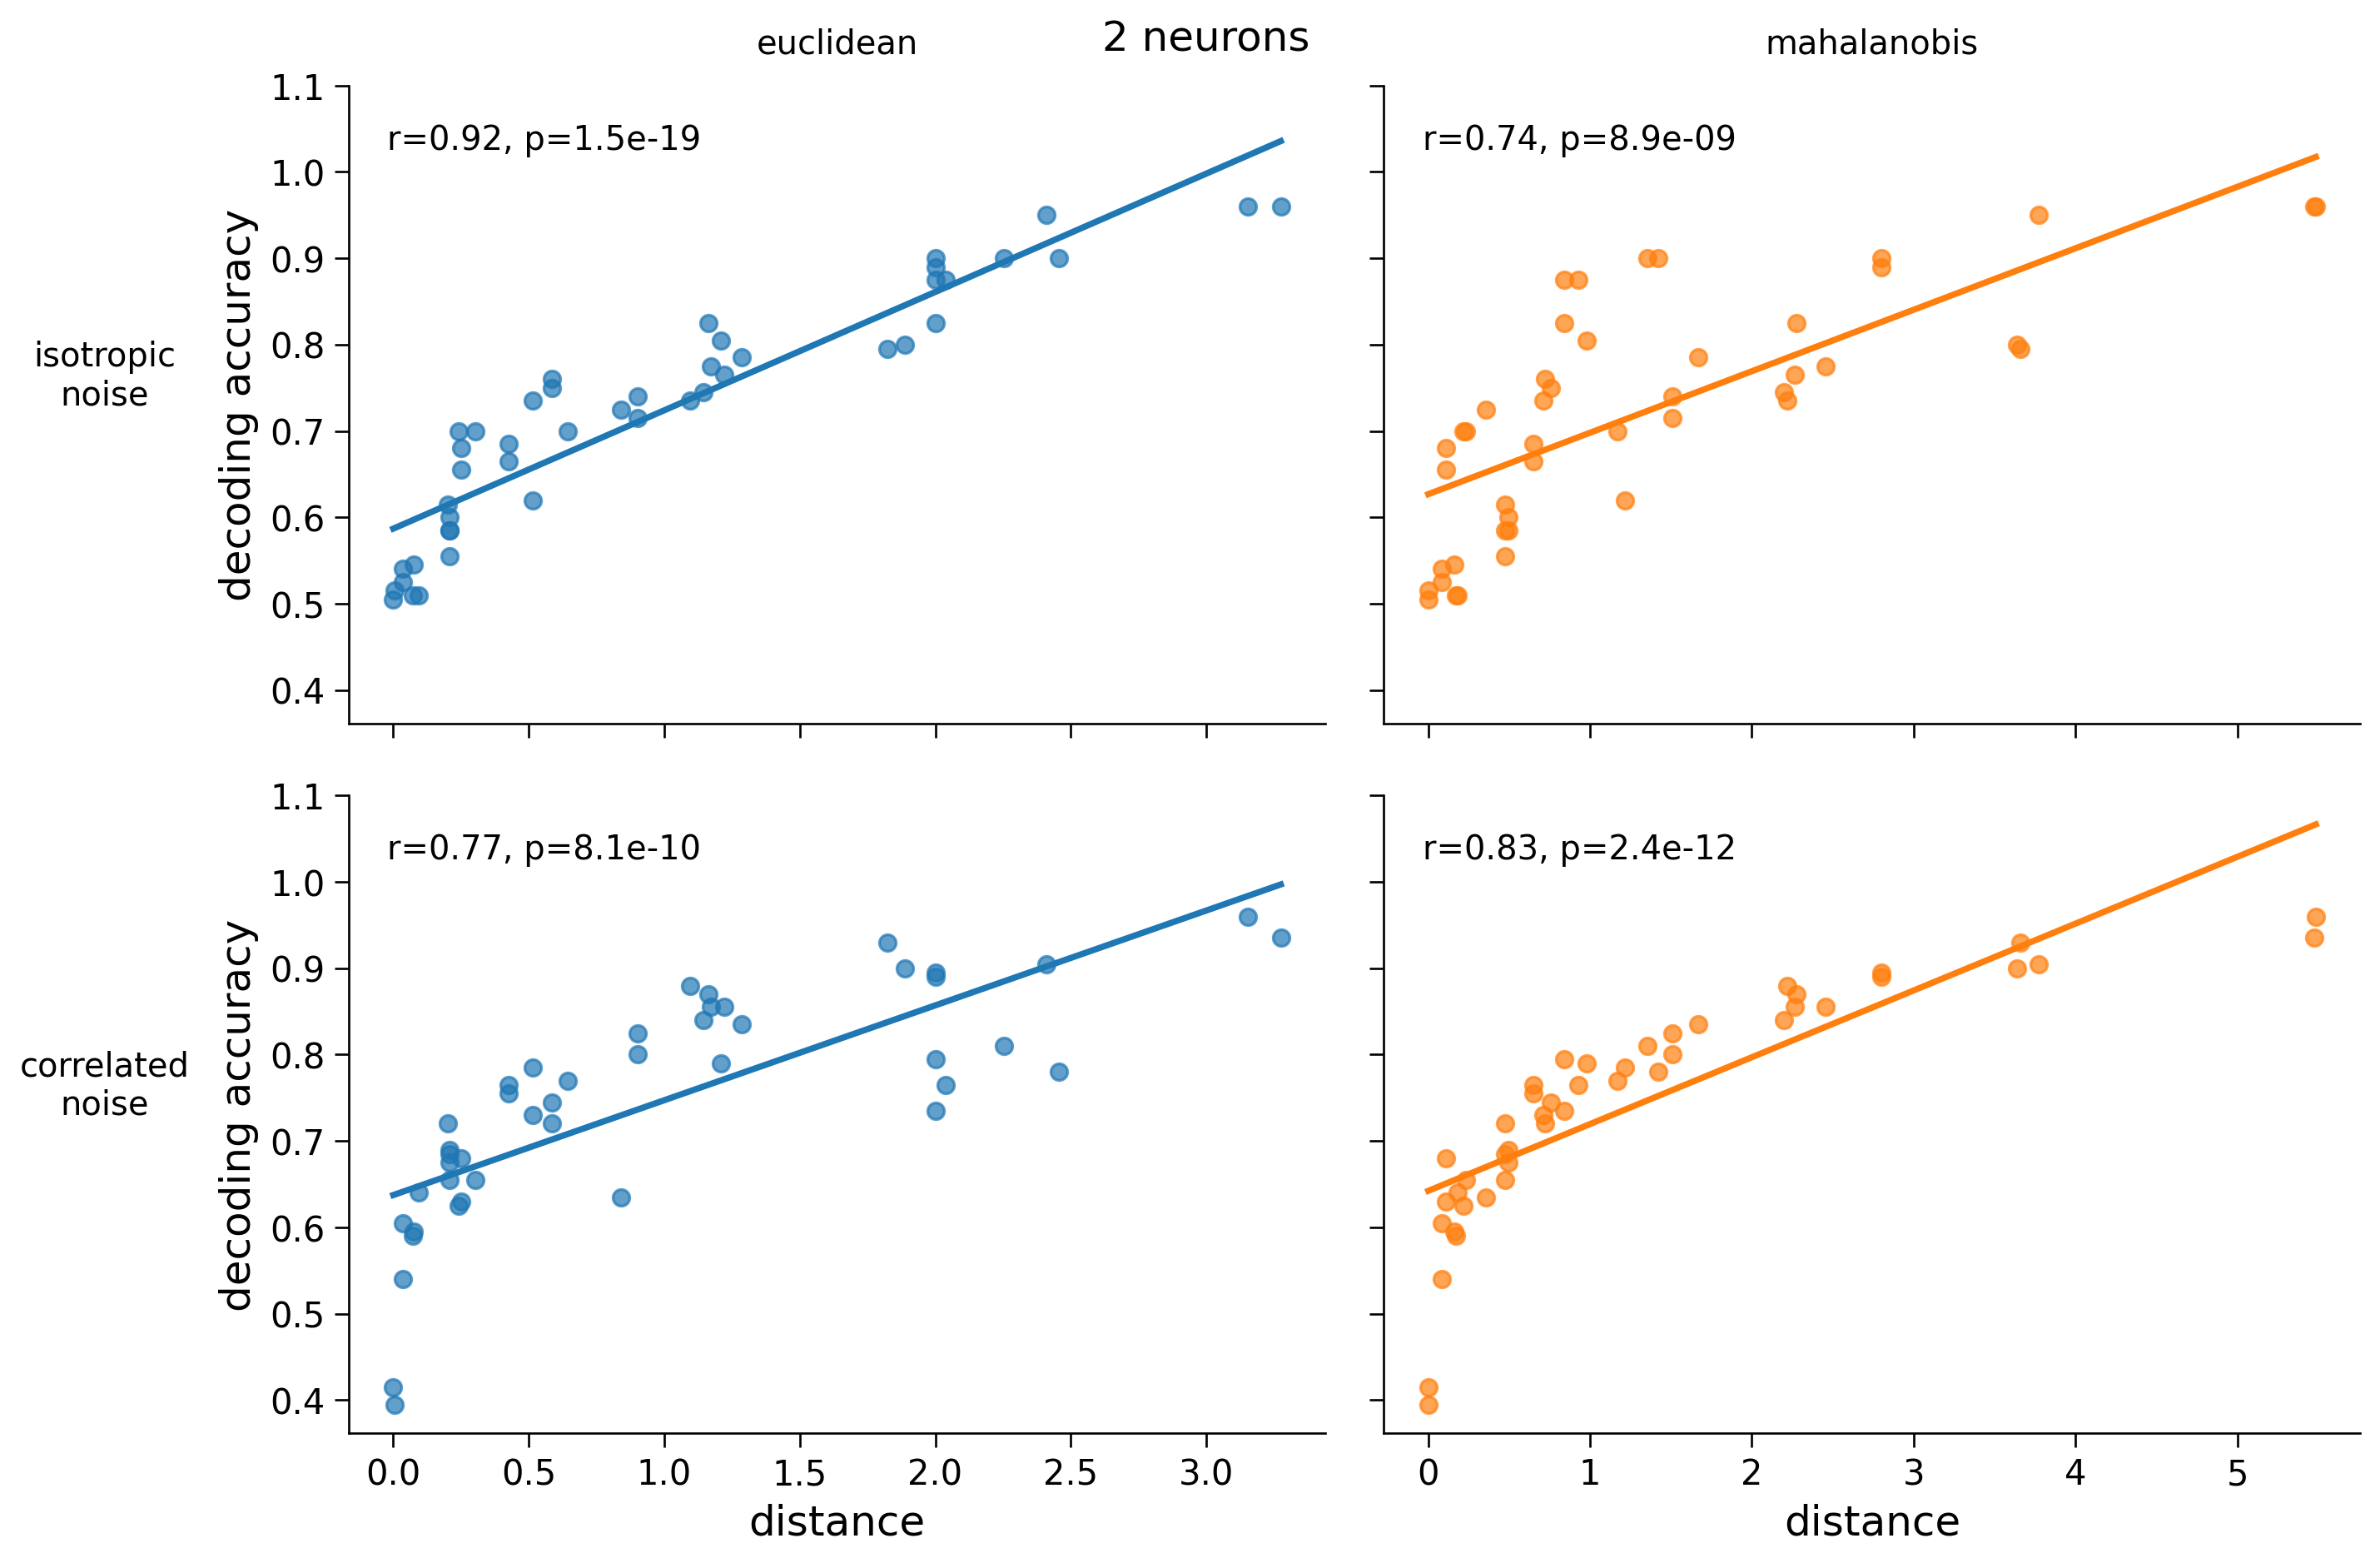 2 neurons
euclidean
mahalanobis
1.1
1.0
0.9
0.8
0.7
0.6
0.5
0.4
decoding accuracy
isotropic
noise
r=0.92, p=1.5e-19
r=0.74, p=8.9e-09
1.1
1.0
0.9
0.8
0.7
0.6
0.5
0.4
decoding accuracy
correlated
noise
r=0.77, p=8.1e-10
r=0.83, p=2.4e-12
0.0 0.5 1.0 1.5 2.0 2.5 3.0
distance
0 1 2 3 4 5
distance